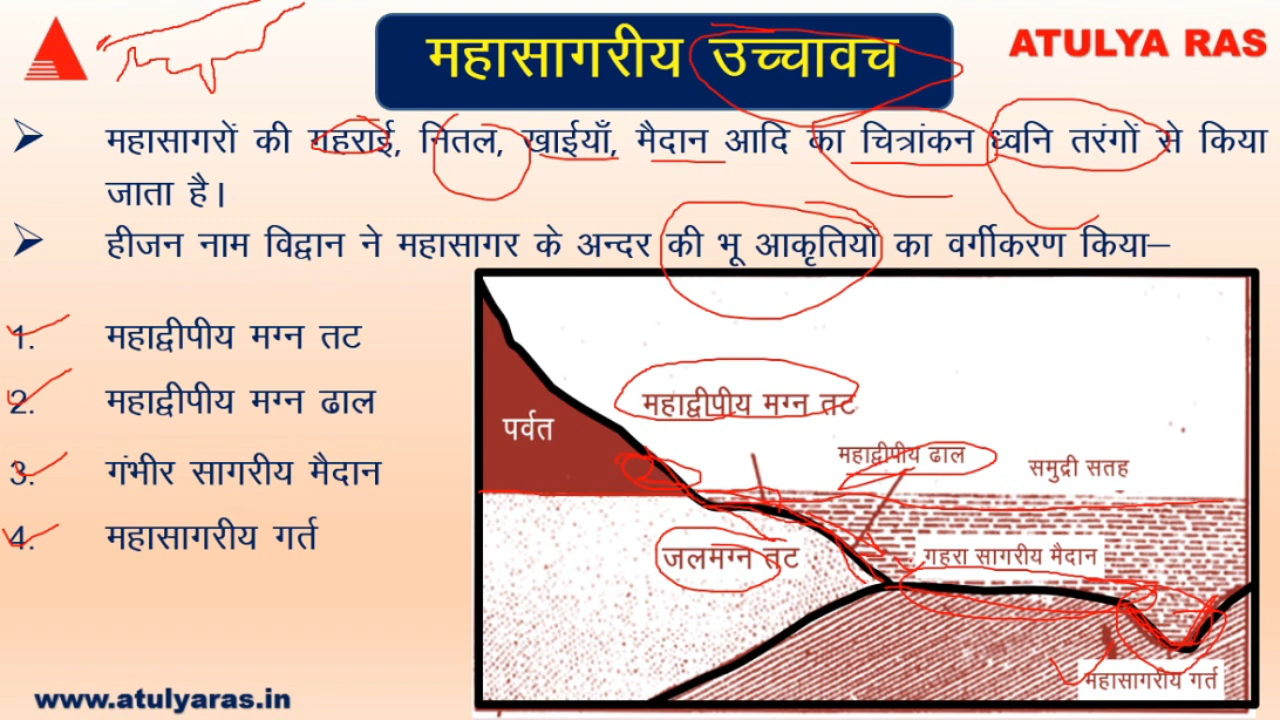 महासागरीय उच्चावच
ATULYA RAS
महासागरों की गहराई, नितल, खाईयाँ, मैदान आदि का चित्रांकन ध्वनि तरंगों से किया
जाता है।
हीजन नाम विद्वान ने महासागर के अन्दर की भू आकृतियों का वर्गीकरण किया–
1. महाद्वीपीय मग्न तट
2. महाद्वीपीय मग्न ढाल
3. गंभीर सागरीय मैदान
4. महासागरीय गर्त
महाद्वीपीय मग्न तट
पर्वत
महाद्वीपीय ढाल
समुद्री सतह
जलमग्न तट
गहरा सागरीय मैदान
महासागरीय गर्त
www.atulyaras.in